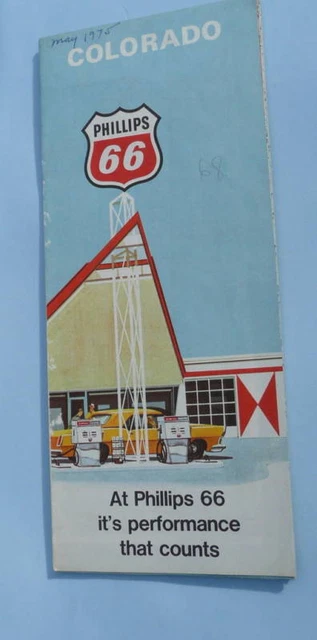 may 1975
COLORADO
PHILLIPS
66
68
At Phillips 66
it's performance
that counts